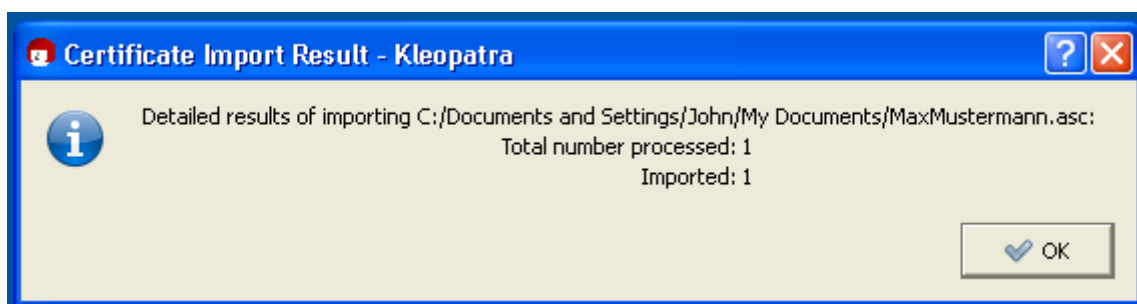 Certificate Import Result - Kleopatra
Detailed results of importing C:/Documents and Settings/John/My Documents/MaxMustermann.asc:
Total number processed: 1
Imported: 1
OK